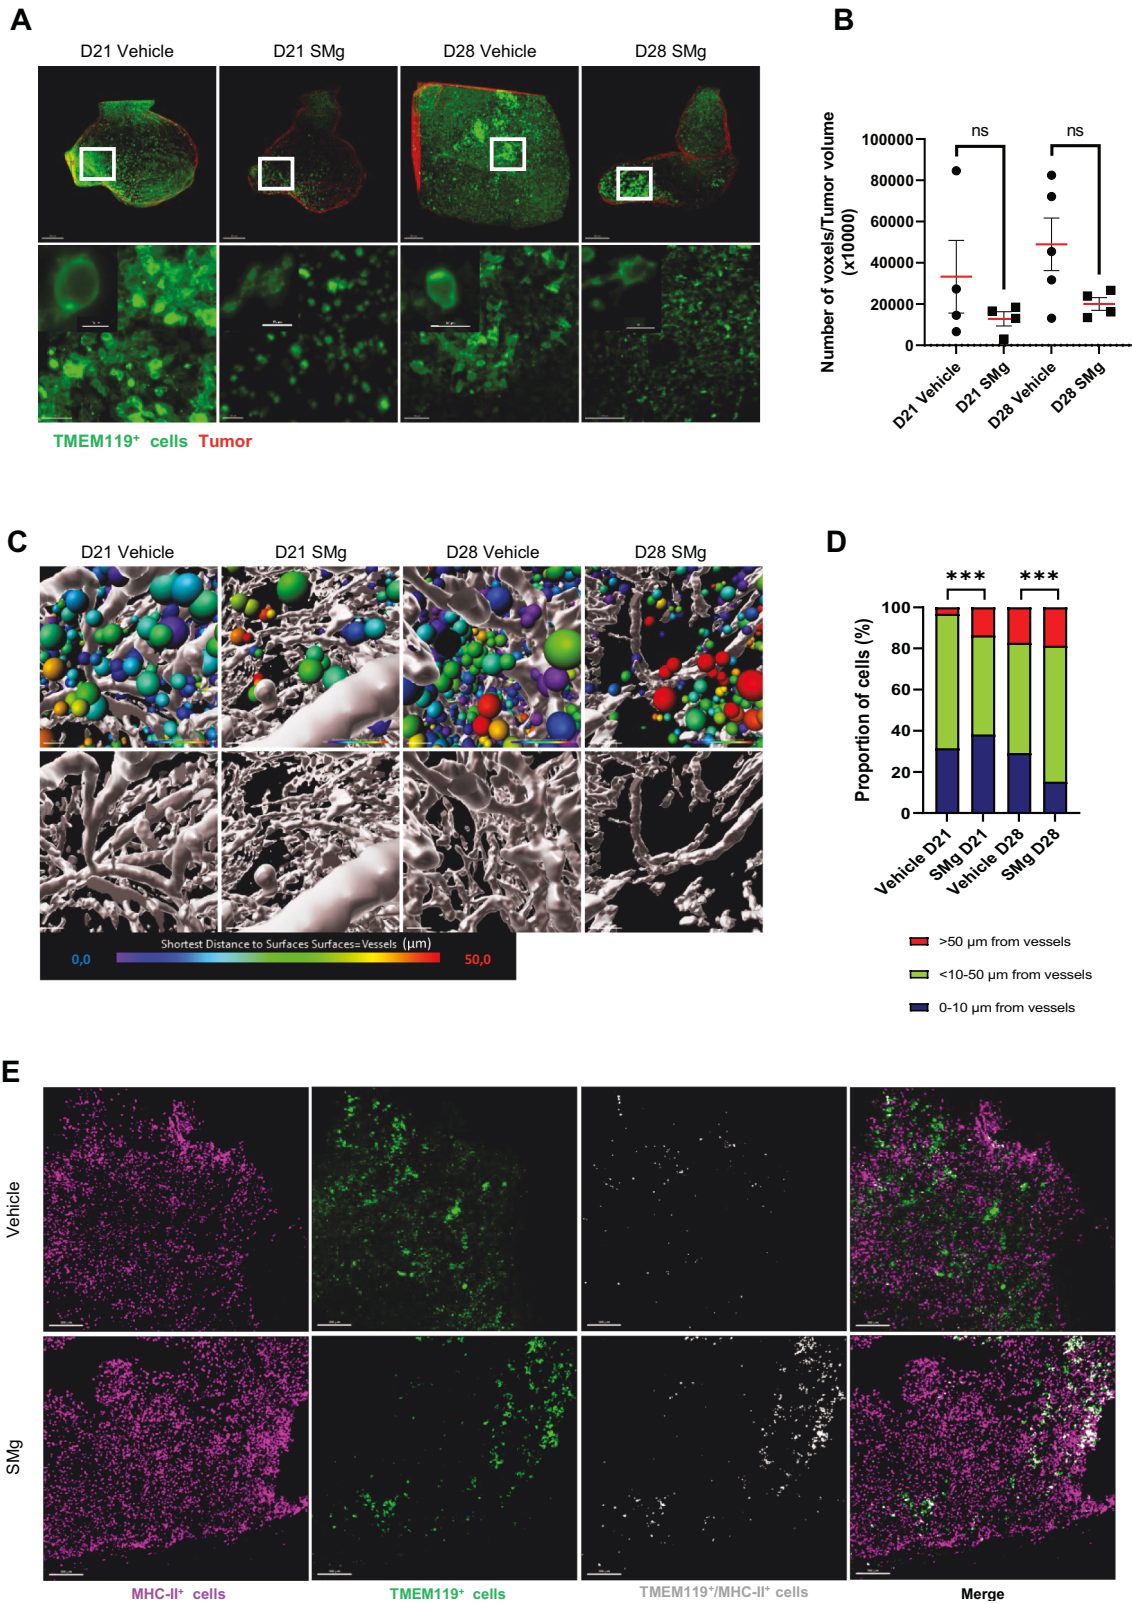 A
D21 Vehicle
D21 SMg
D28 Vehicle
D28 SMg
TMEM119⁺ cells Tumor
B
Number of voxels/Tumor volume
(x10000)
100000
80000
60000
40000
20000
0
ns
ns
D21 Vehicle
D21 SMg
D28 Vehicle
D28 SMg
C
D21 Vehicle
D21 SMg
D28 Vehicle
D28 SMg
Shortest Distance to Surfaces Surfaces=Vessels (µm)
0,0
50,0
D
Proportion of cells (%)
100
80
60
40
20
0
***
***
Vehicle D21
SMg D21
Vehicle D28
SMg D28
>50 µm from vessels
<10-50 µm from vessels
0-10 µm from vessels
E
Vehicle
SMg
MHC-II⁺ cells
TMEM119⁺ cells
TMEM119⁺/MHC-II⁺ cells
Merge